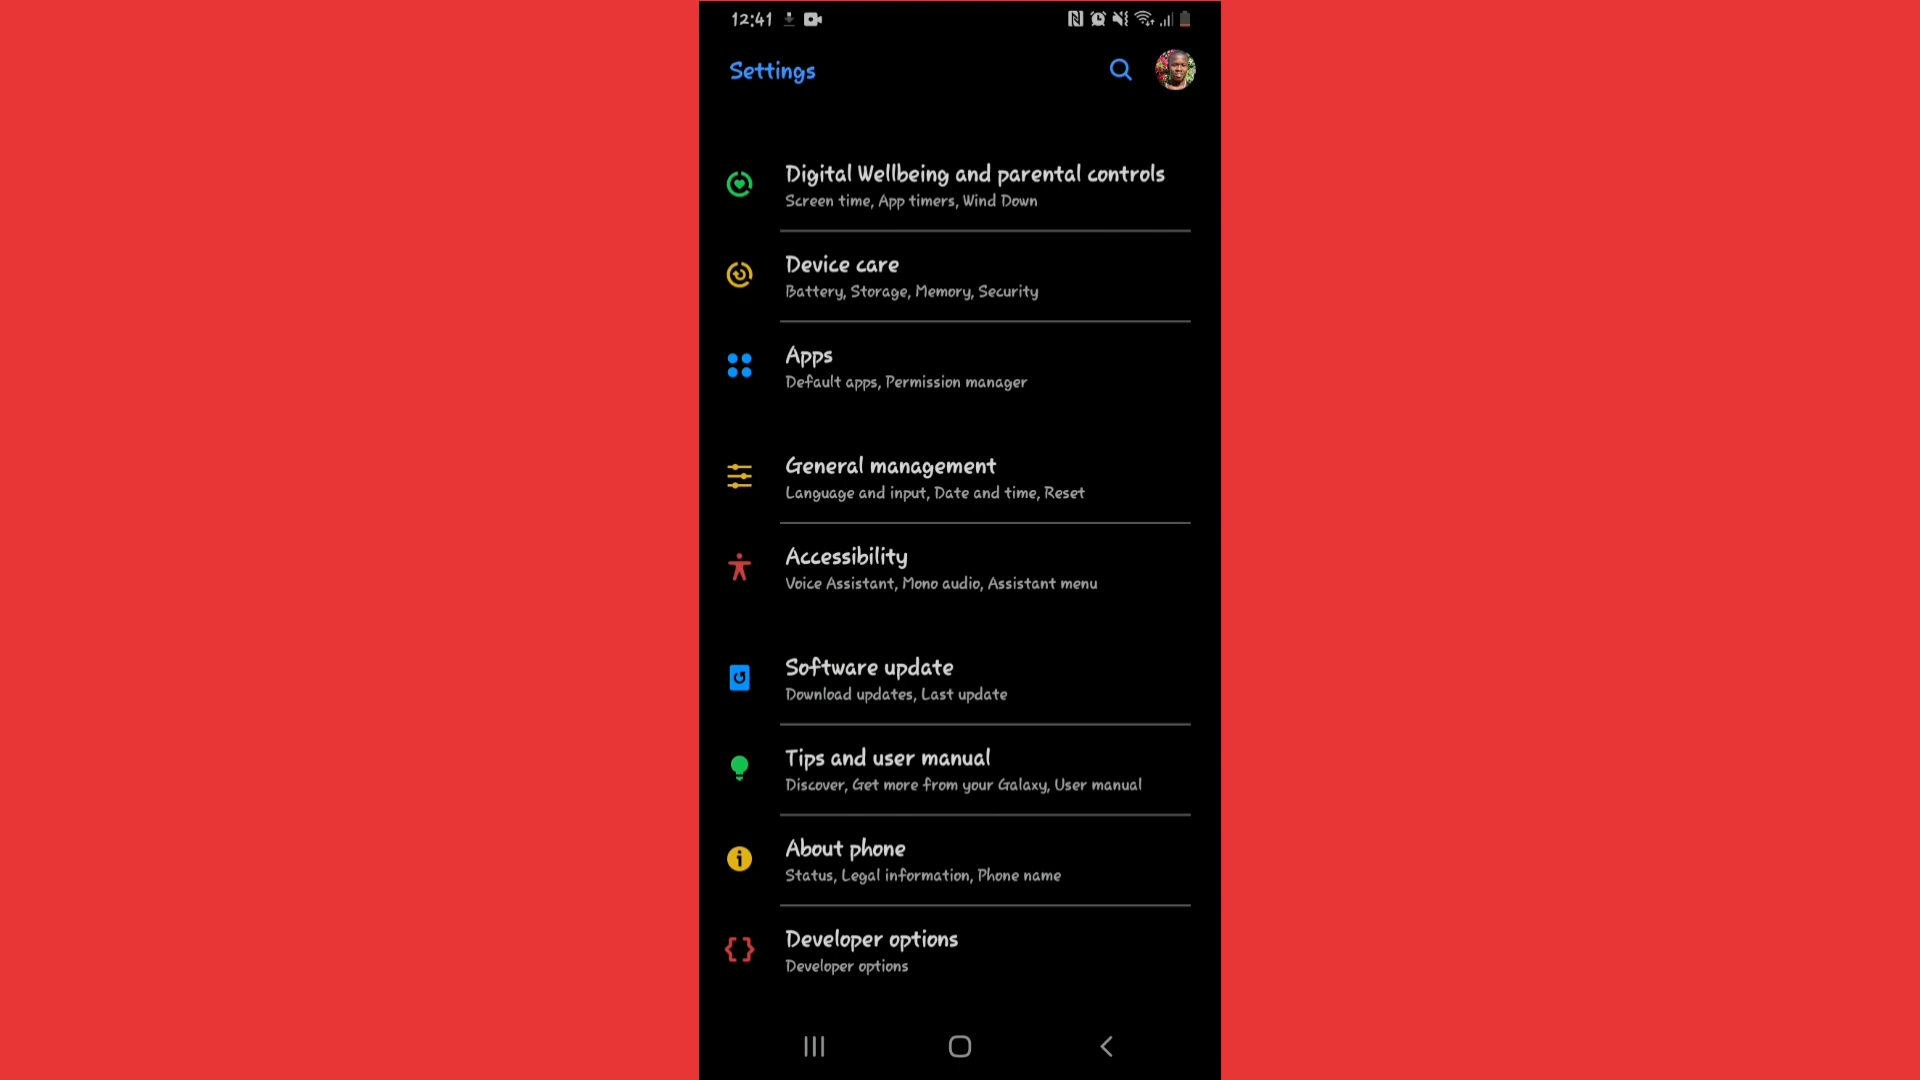 12:41
Settings
Digital Wellbeing and parental controls
Screen time, App timers, Wind Down
Device care
Battery, Storage, Memory, Security
Apps
Default apps, Permission manager
General management
Language and input, Date and time, Reset
Accessibility
Voice Assistant, Mono audio, Assistant menu
Software update
Download updates, Last update
Tips and user manual
Discover, Get more from your Galaxy, User manual
About phone
Status, Legal information, Phone name
Developer options
Developer options